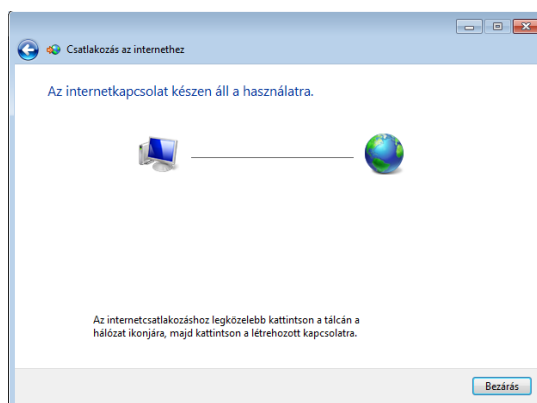 Csatlakozás az internethez
Az internetkapcsolat készen áll a használatra.
Az internetcsatlakozáshoz legközelebb kattintson a tálcán a
hálózat ikonjára, majd kattintson a létrehozott kapcsolatra.
Bezárás